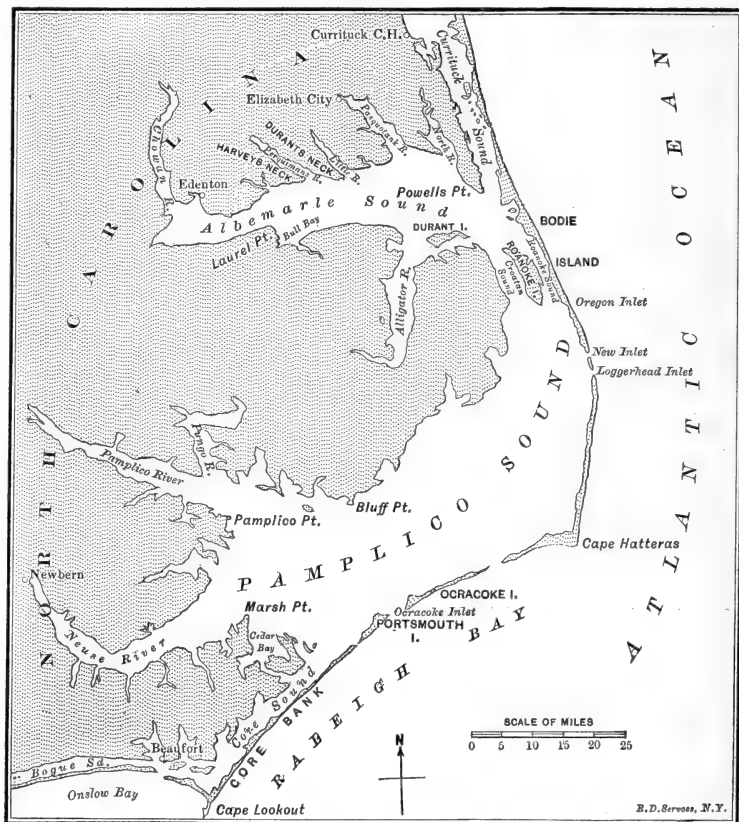 Currituck C.H.
Currituck Sound
NORTH CAROLINA
ATLANTIC OCEAN
Elizabeth City
Pasquotank R.
North R.
DURANTS NECK
Little R.
HARVEYS NECK
Perquimans R.
Chowan R.
Edenton
Powells Pt.
Albemarle Sound
Laurel Pt.
Bull Bay
DURANT I.
BODIE
ISLAND
ROANOKE I.
Roanoke Sound
Croatan
Sound
Alligator R.
Oregon Inlet
New Inlet
Loggerhead Inlet
Pungo R.
Pamplico River
Bluff Pt.
Pamplico Pt.
PAMPLICO SOUND
Cape Hatteras
Newbern
OCRACOKE I.
Ocracoke Inlet
Marsh Pt.
PORTSMOUTH
I.
Neuse River
Cedar
Bay
Core Sound
CORE BANK
RALEIGH BAY
SCALE OF MILES
0 5 10 15 20 25
Beaufort
Bogue Sd.
N
Onslow Bay
Cape Lookout
R.D. Servoss, N.Y.